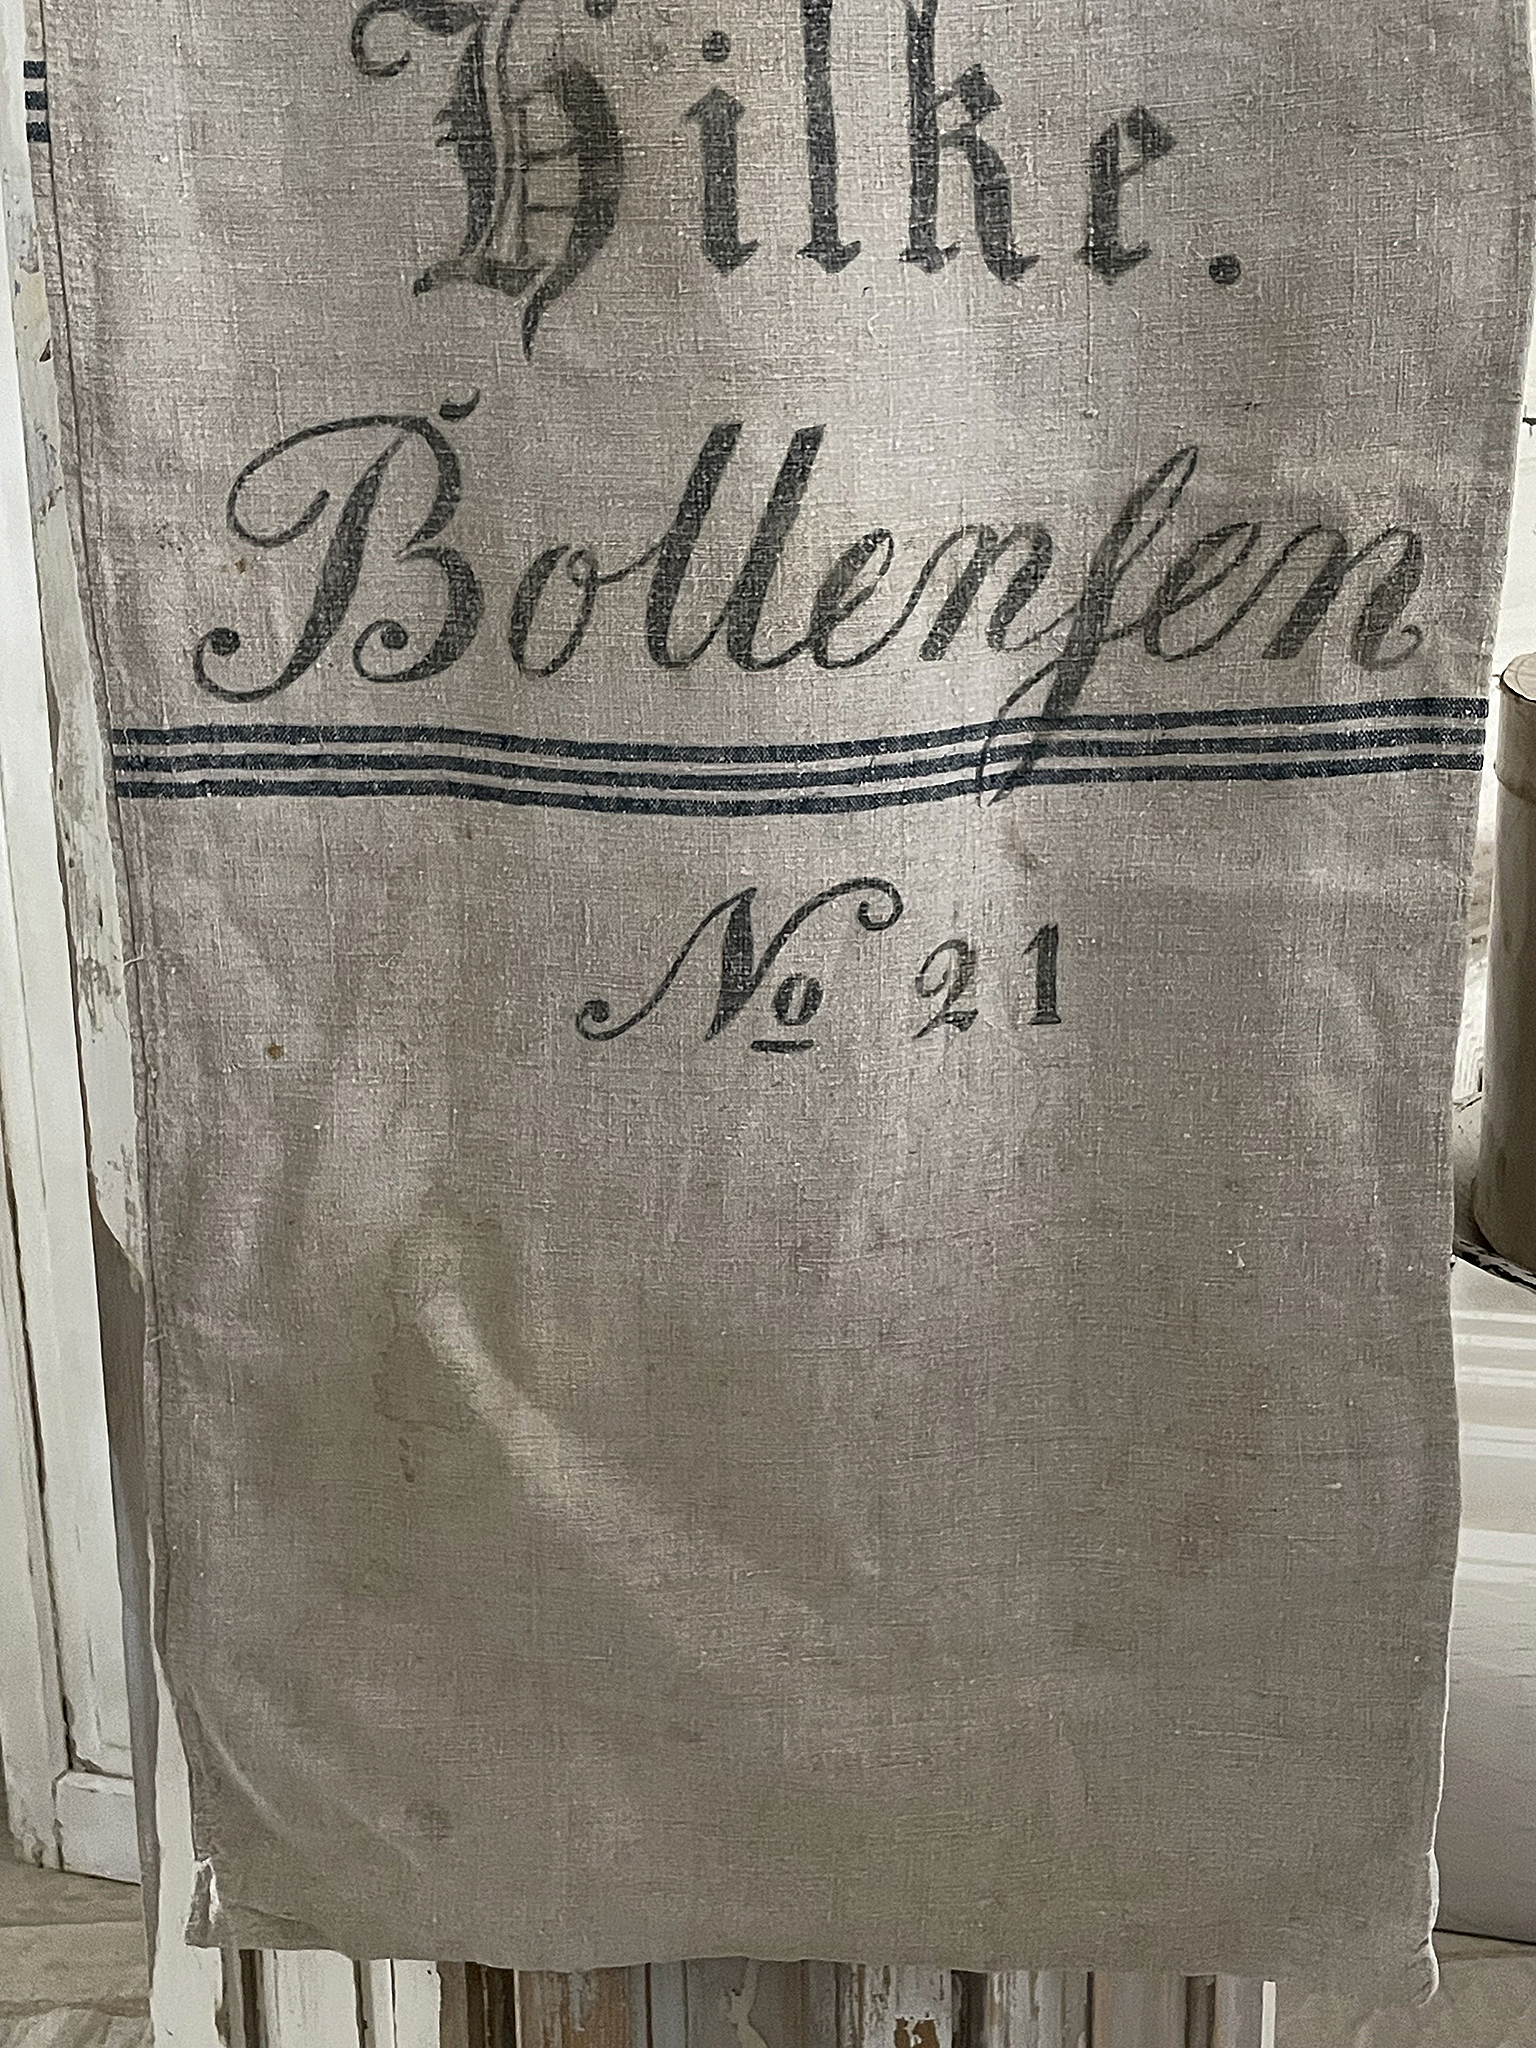 Hilke.
Bollenſen
Nº 21